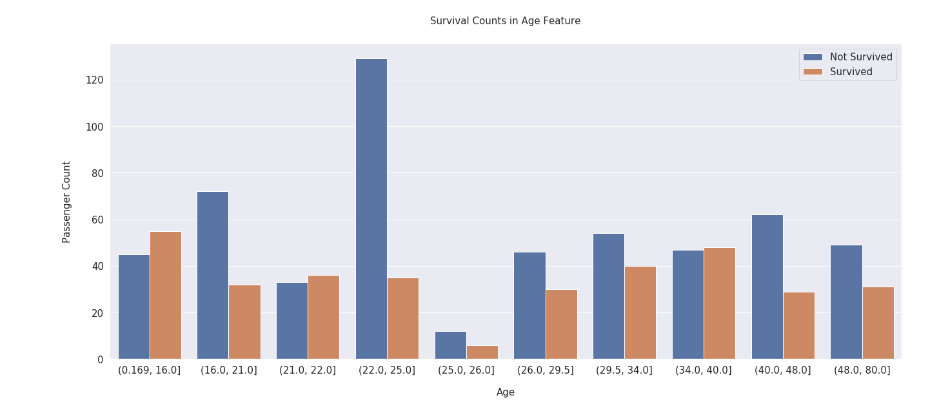 Survival Counts in Age Feature
Not Survived
Survived
120
100
80
60
40
20
0
Passenger Count
(0.169, 16.0] (16.0, 21.0] (21.0, 22.0] (22.0, 25.0] (25.0, 26.0] (26.0, 29.5] (29.5, 34.0] (34.0, 40.0] (40.0, 48.0] (48.0, 80.0]
Age